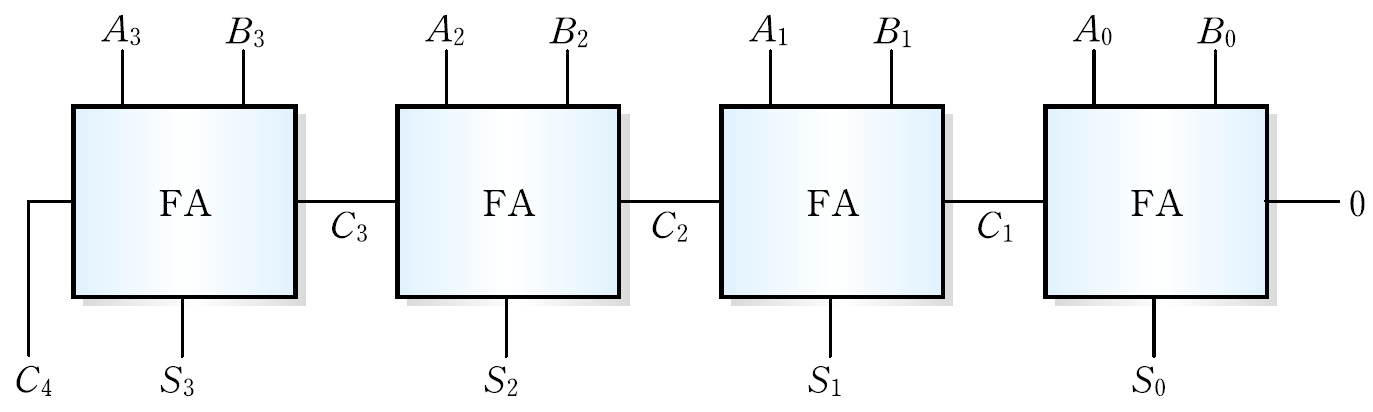 A₃ B₃ A₂ B₂ A₁ B₁ A₀ B₀
FA FA FA FA 0
C₃ C₂ C₁
C₄ S₃ S₂ S₁ S₀